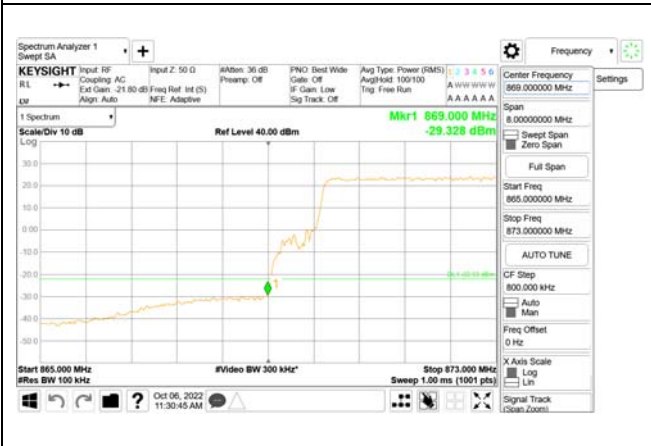 Spectrum Analyzer 1
Swept SA
Frequency
KEYSIGHT
Input: RF
Input Z: 50 Ω
#Atten: 36 dB
PNO: Best Wide
Avg Type: Power (RMS)
1 2 3 4 5 6
RL
Coupling: AC
Preamp: Off
Gate: Off
Avg|Hold: 100/100
A W W W W W
Ext Gain: -21.80 dB
Freq Ref: Int (S)
IF Gain: Low
Trig: Free Run
Align: Auto
NFE: Adaptive
Sig Track: Off
A A A A A A
1 Spectrum
Mkr1 869.000 MHz
Scale/Div 10 dB
Ref Level 40.00 dBm
-29.328 dBm
Log
30.0
20.0
10.0
0.00
-10.0
-20.0
-30.0
-40.0
-50.0
1
Start 865.000 MHz
#Video BW 300 kHz*
Stop 873.000 MHz
#Res BW 100 kHz
Sweep 1.00 ms (1001 pts)
Oct 06, 2022
11:30:45 AM
Center Frequency
869.000000 MHz
Settings
Span
8.00000000 MHz
Swept Span
Zero Span
Full Span
Start Freq
865.000000 MHz
Stop Freq
873.000000 MHz
AUTO TUNE
CF Step
800.000 kHz
Auto
Man
Freq Offset
0 Hz
X Axis Scale
Log
Lin
Signal Track
(Span Zoom)